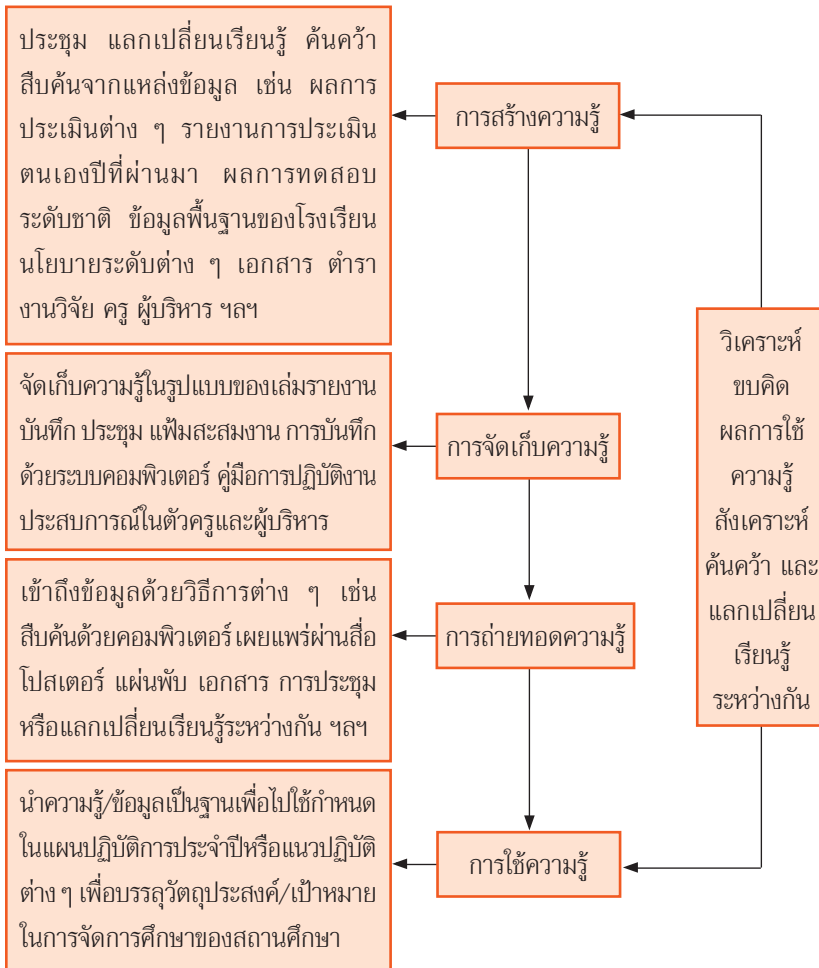 ประชุม แลกเปลี่ยนเรียนรู้ ค้นคว้า
สืบค้นจากแหล่งข้อมูล เช่น ผลการ
ประเมินต่าง ๆ รายงานการประเมิน
ตนเองปีที่ผ่านมา ผลการทดสอบ
ระดับชาติ ข้อมูลพื้นฐานของโรงเรียน
นโยบายระดับต่าง ๆ เอกสาร ตำรา
งานวิจัย ครู ผู้บริหาร ฯลฯ
การสร้างความรู้
จัดเก็บความรู้ในรูปแบบของเล่มรายงาน
บันทึก ประชุม แฟ้มสะสมงาน การบันทึก
ด้วยระบบคอมพิวเตอร์ คู่มือการปฏิบัติงาน
ประสบการณ์ในตัวครูและผู้บริหาร
การจัดเก็บความรู้
เข้าถึงข้อมูลด้วยวิธีการต่าง ๆ เช่น
สืบค้นด้วยคอมพิวเตอร์ เผยแพร่ผ่านสื่อ
โปสเตอร์ แผ่นพับ เอกสาร การประชุม
หรือแลกเปลี่ยนเรียนรู้ระหว่างกัน ฯลฯ
การถ่ายทอดความรู้
นำความรู้/ข้อมูลเป็นฐานเพื่อไปใช้กำหนด
ในแผนปฏิบัติการประจำปีหรือแนวปฏิบัติ
ต่าง ๆ เพื่อบรรลุวัตถุประสงค์/เป้าหมาย
ในการจัดการศึกษาของสถานศึกษา
การใช้ความรู้
วิเคราะห์
ขบคิด
ผลการใช้
ความรู้
สังเคราะห์
ค้นคว้า และ
แลกเปลี่ยน
เรียนรู้
ระหว่างกัน